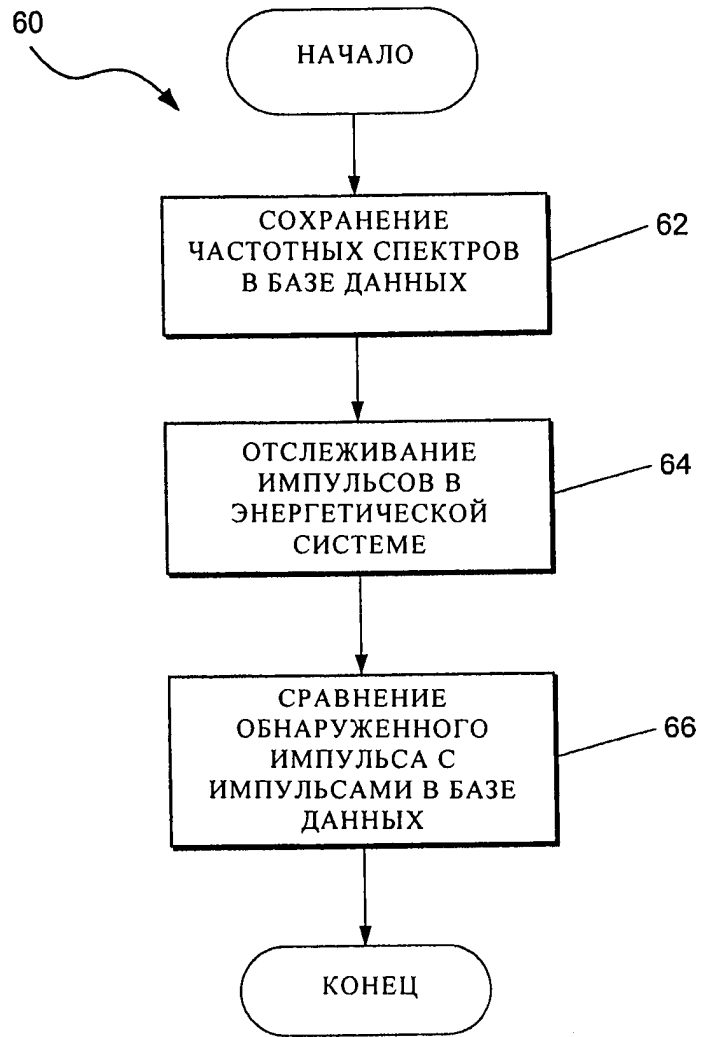 60
НАЧАЛО
СОХРАНЕНИЕ
ЧАСТОТНЫХ СПЕКТРОВ
В БАЗЕ ДАННЫХ
62
ОТСЛЕЖИВАНИЕ
ИМПУЛЬСОВ В
ЭНЕРГЕТИЧЕСКОЙ
СИСТЕМЕ
64
СРАВНЕНИЕ
ОБНАРУЖЕННОГО
ИМПУЛЬСА С
ИМПУЛЬСАМИ В БАЗЕ
ДАННЫХ
66
КОНЕЦ